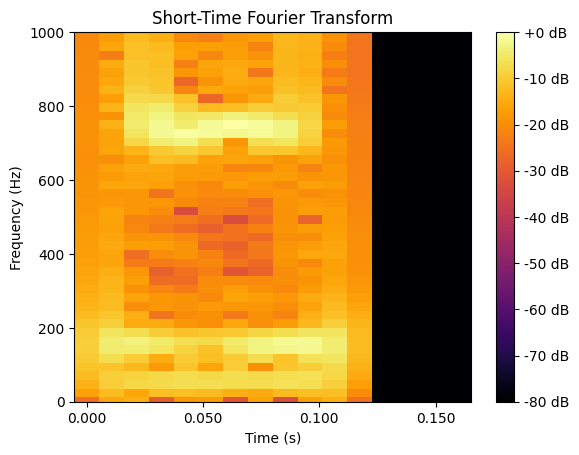 Short-Time Fourier Transform
1000
800
600
400
200
0
Frequency (Hz)
0.000
0.050
0.100
0.150
Time (s)
+0 dB
-10 dB
-20 dB
-30 dB
-40 dB
-50 dB
-60 dB
-70 dB
-80 dB